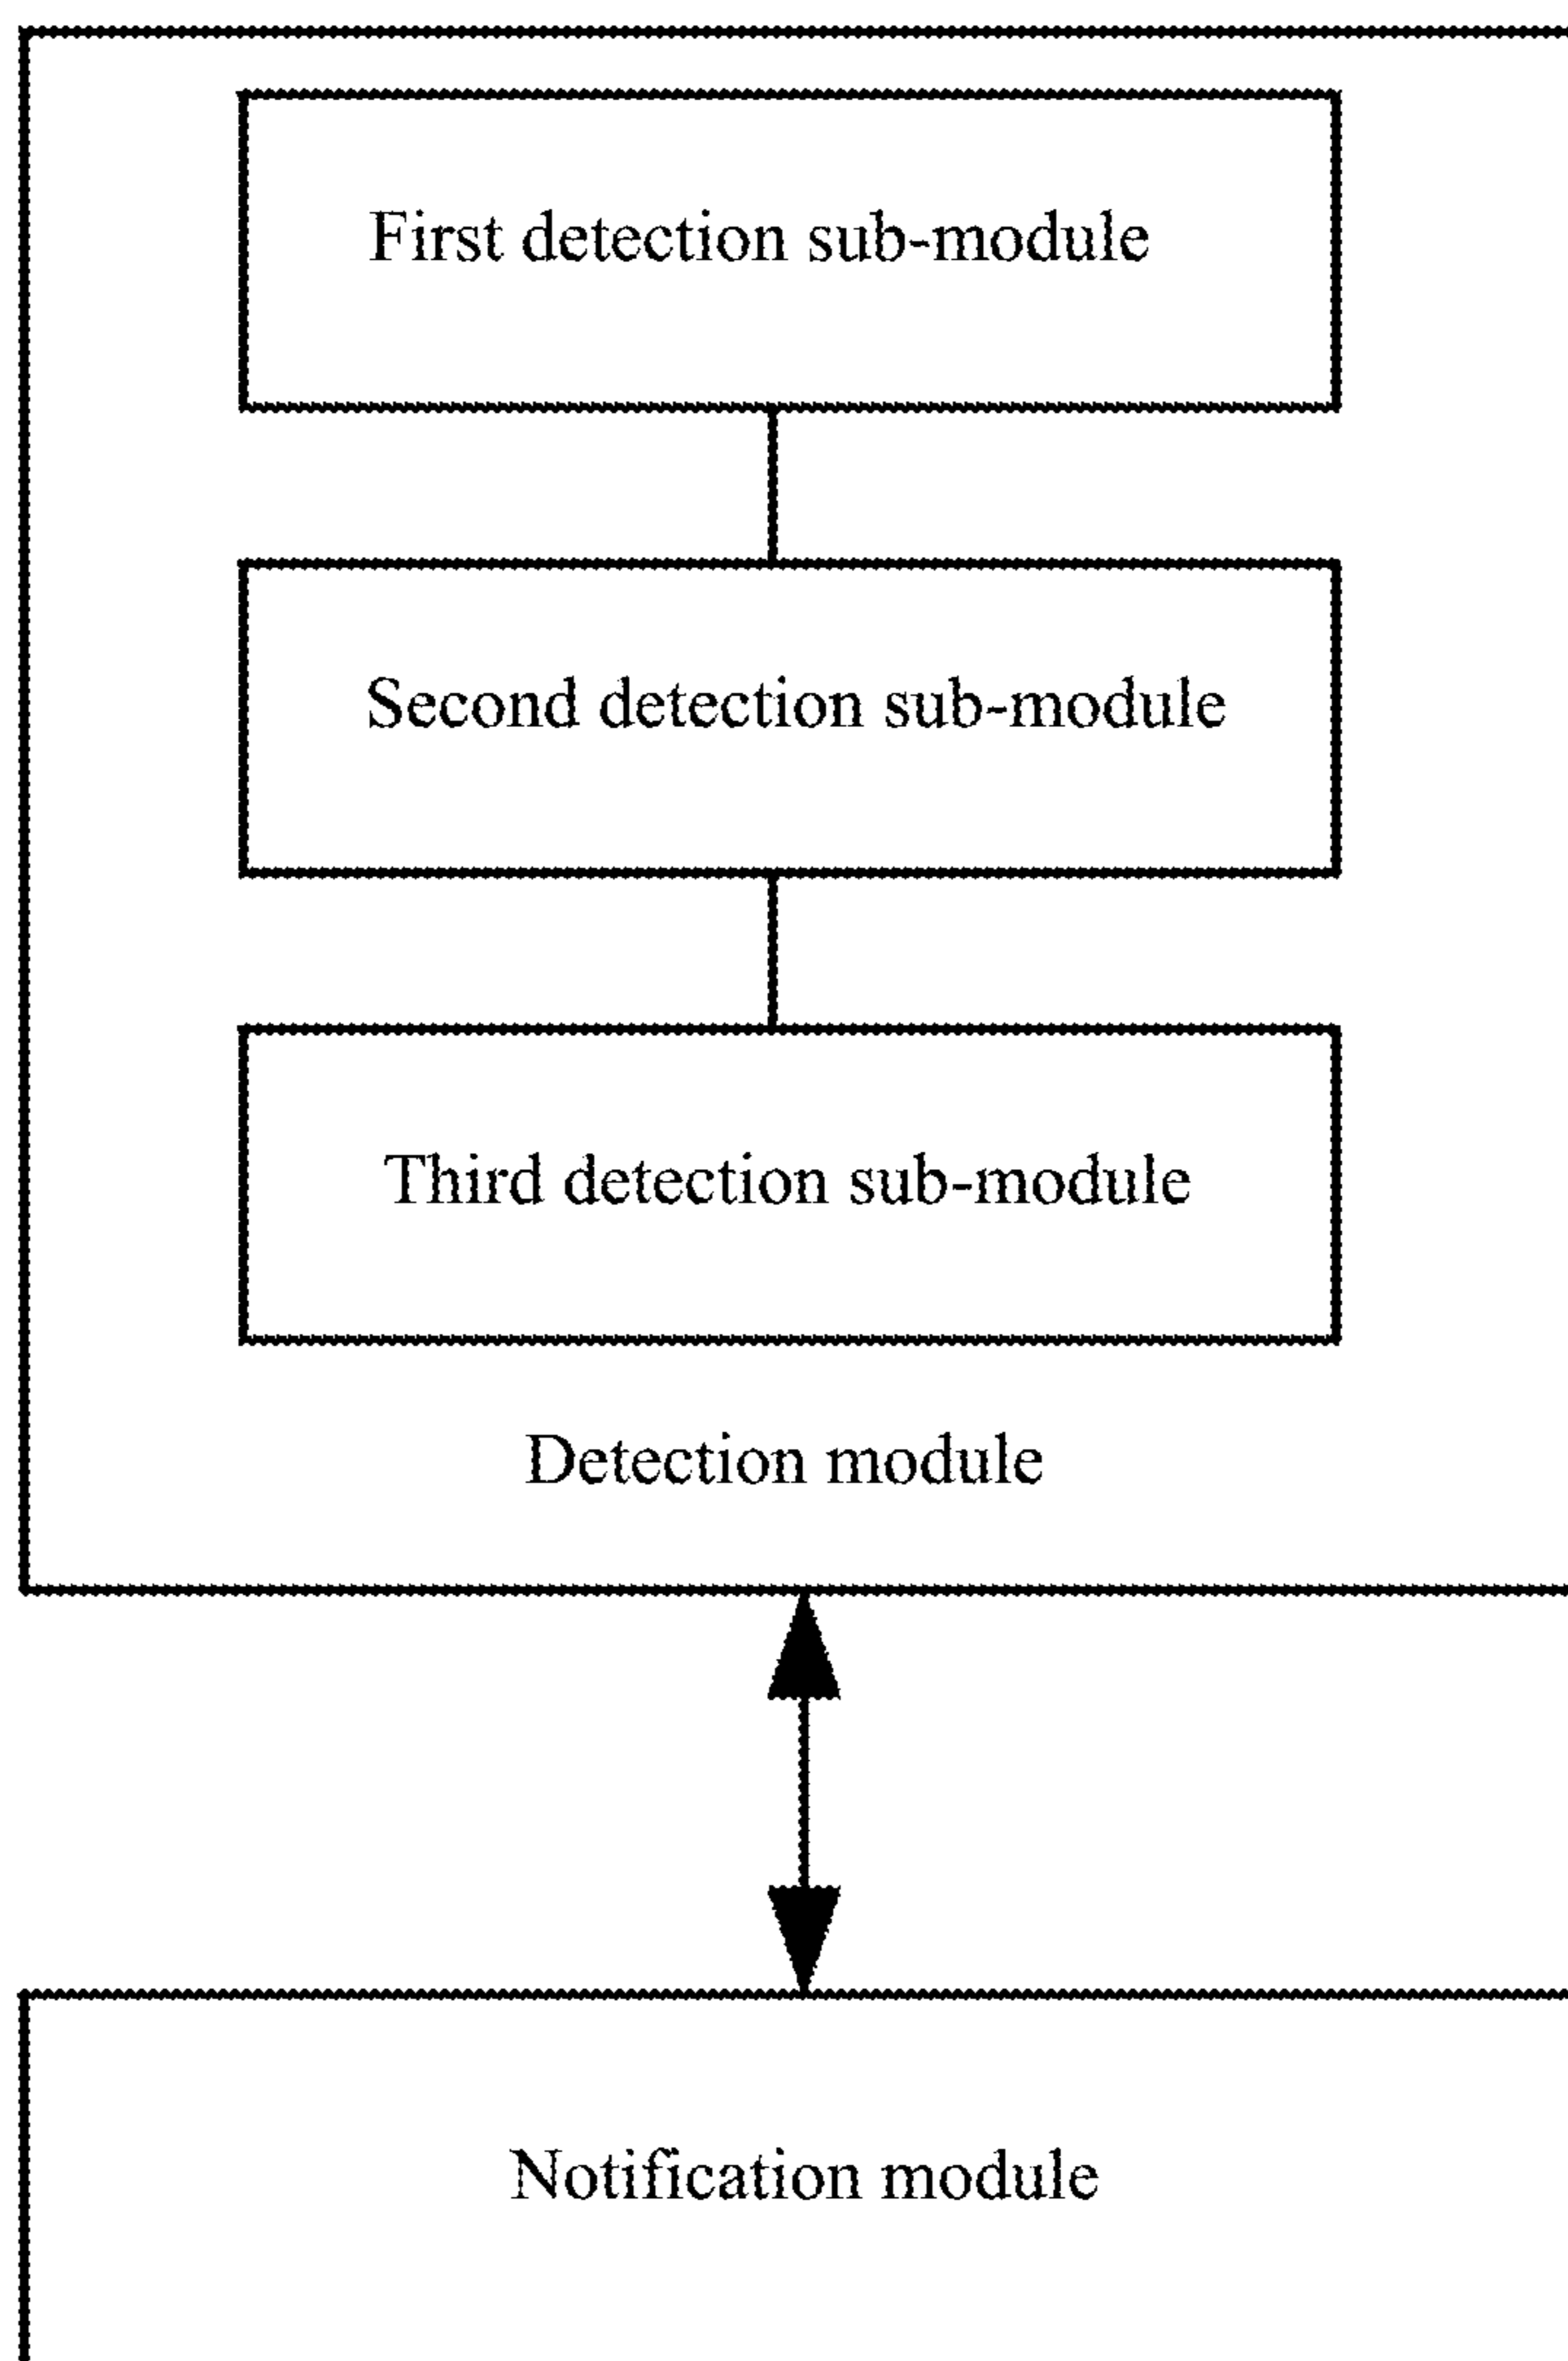 First detection sub-module
Second detection sub-module
Third detection sub-module
Detection module
Notification module